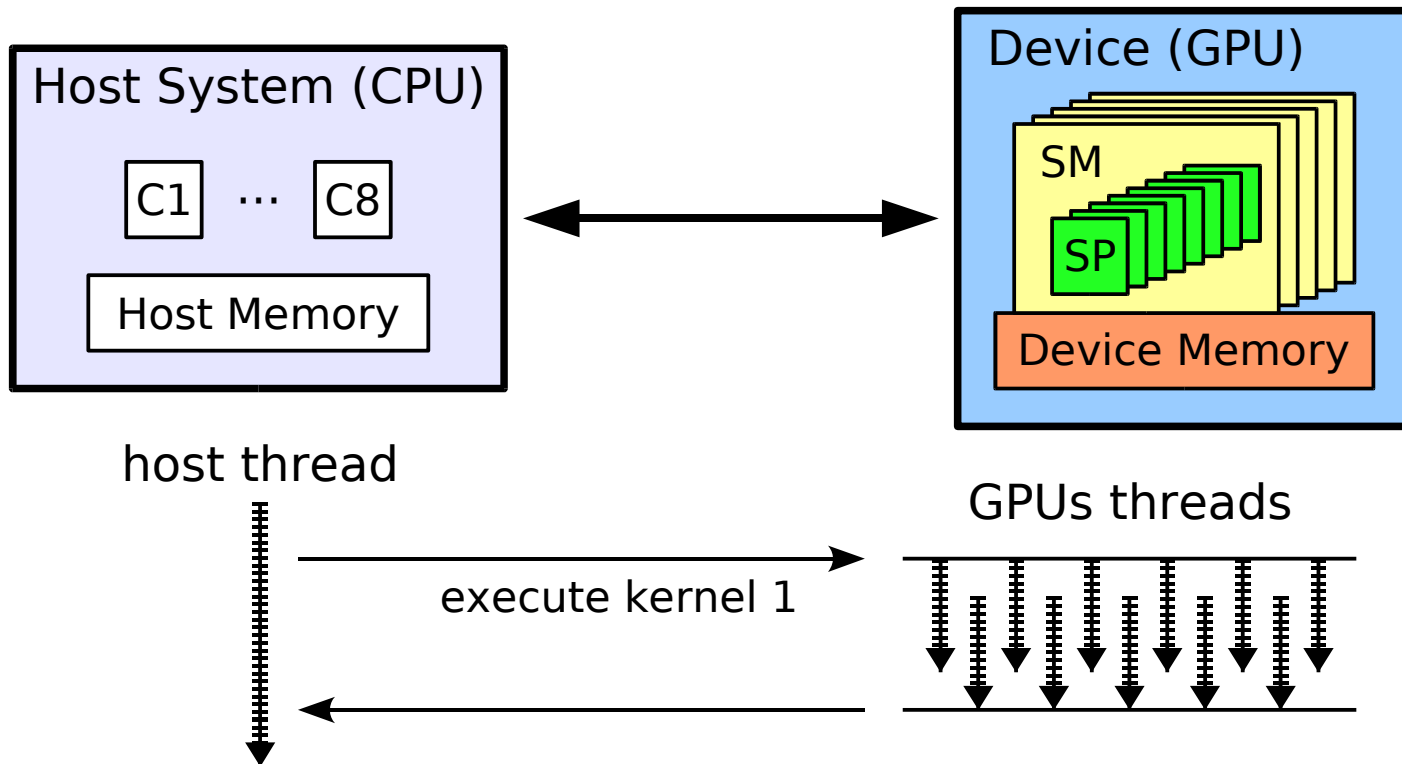 Host System (CPU)
C1 ... C8
Host Memory
Device (GPU)
SM
SP
Device Memory
host thread
GPUs threads
execute kernel 1